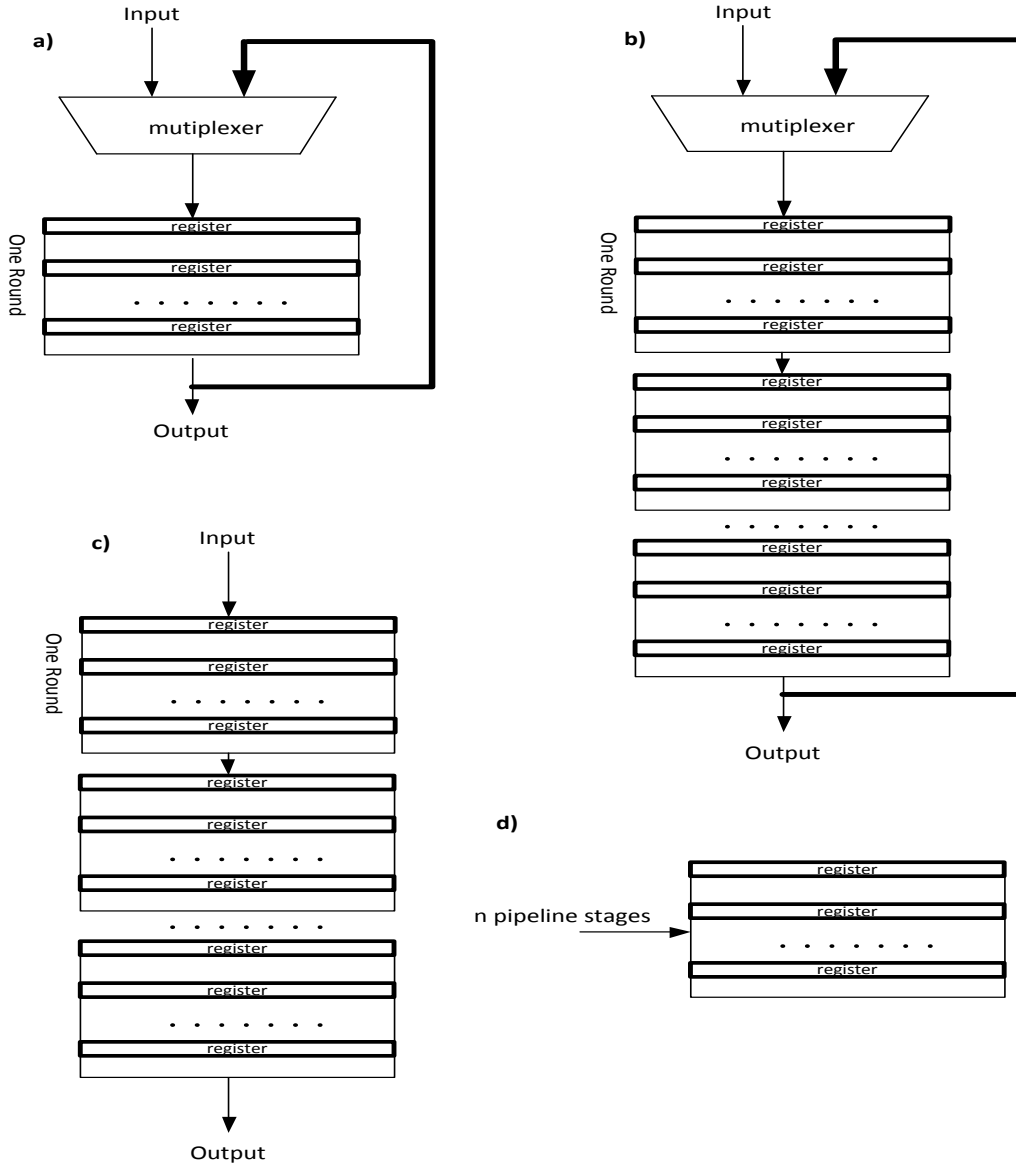 a)
Input
mutiplexer
One Round
register
register
. . . . . . .
register
Output
b)
Input
mutiplexer
One Round
register
register
. . . . . . .
register
register
register
. . . . . . .
register
. . . . . . .
register
register
. . . . . . .
register
Output
c)
Input
One Round
register
register
. . . . . . .
register
register
register
. . . . . . .
register
. . . . . . .
register
register
. . . . . . .
register
Output
d)
n pipeline stages
register
register
. . . . . . .
register